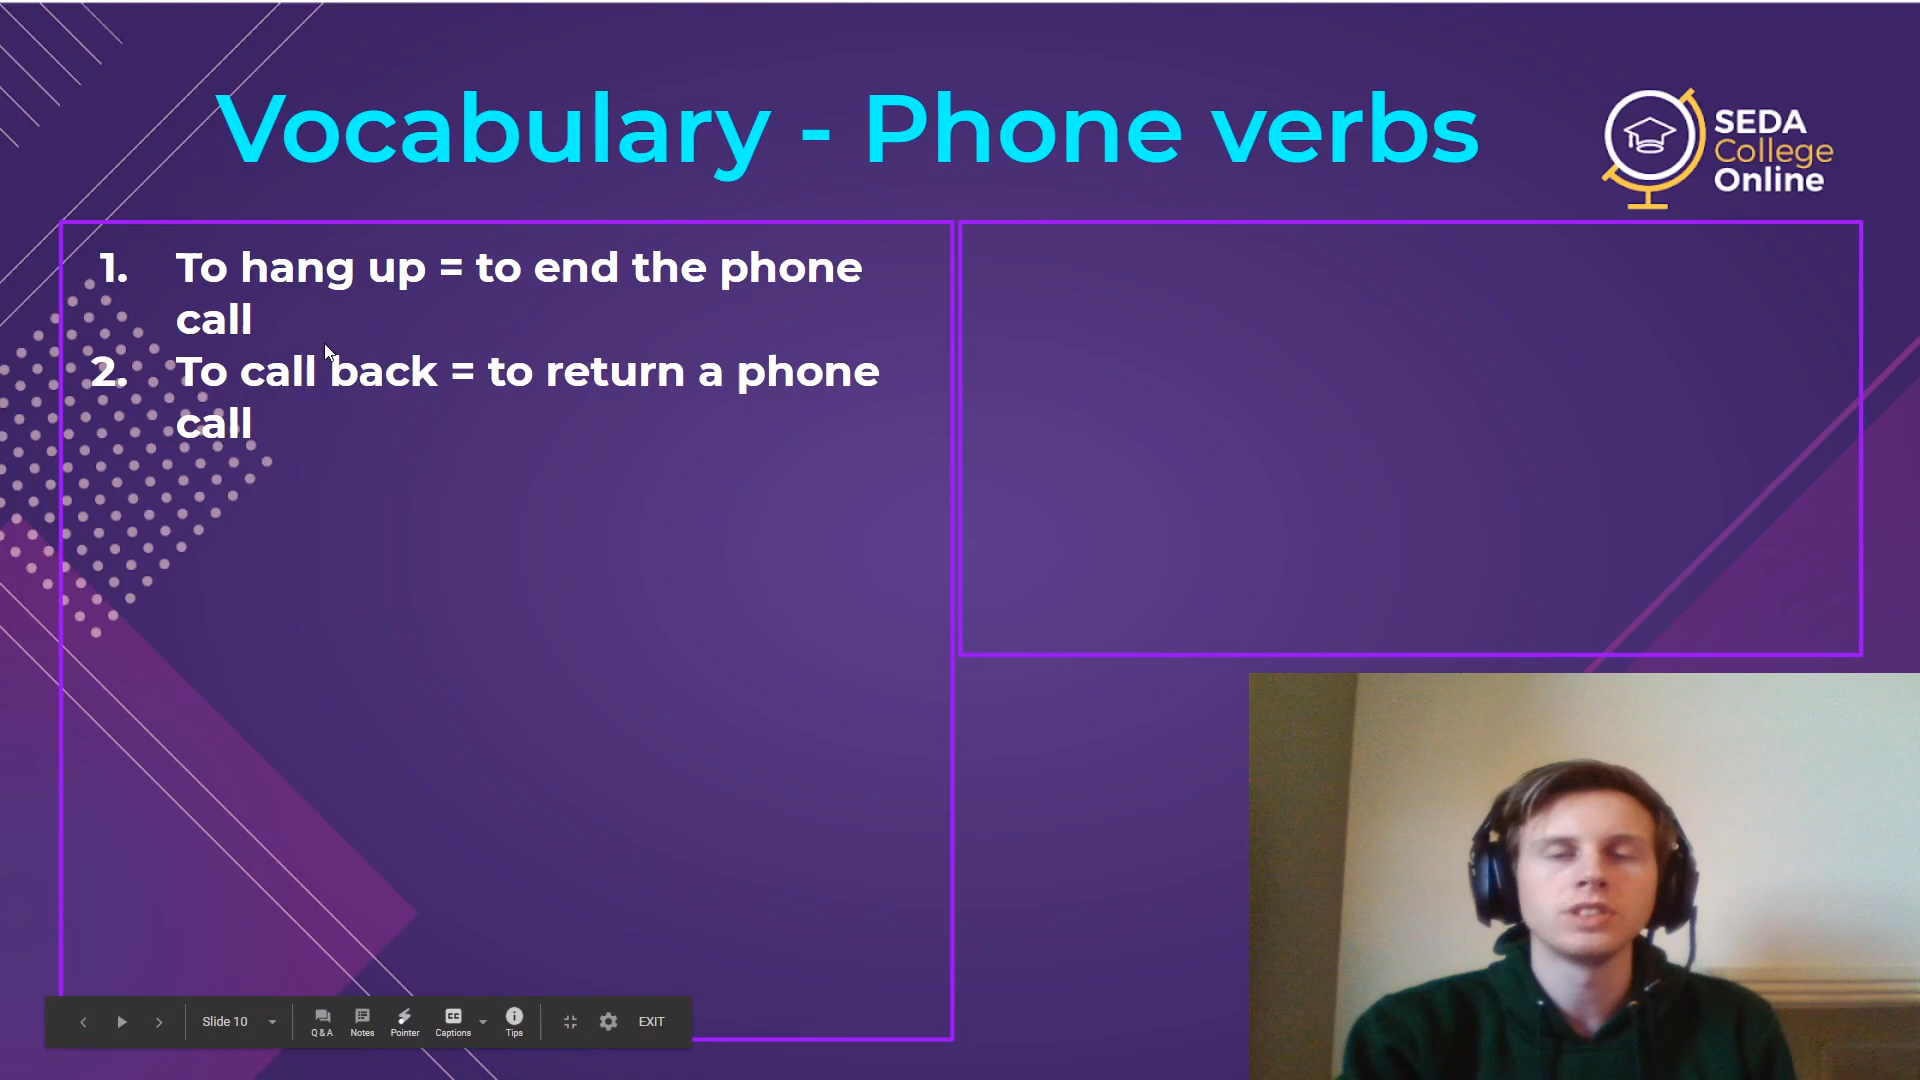 Vocabulary - Phone verbs
SEDA
College
Online
1. To hang up = to end the phone
call
2. To call back = to return a phone
call
Slide 10
Q & A
Notes
Pointer
Captions
Tips
EXIT